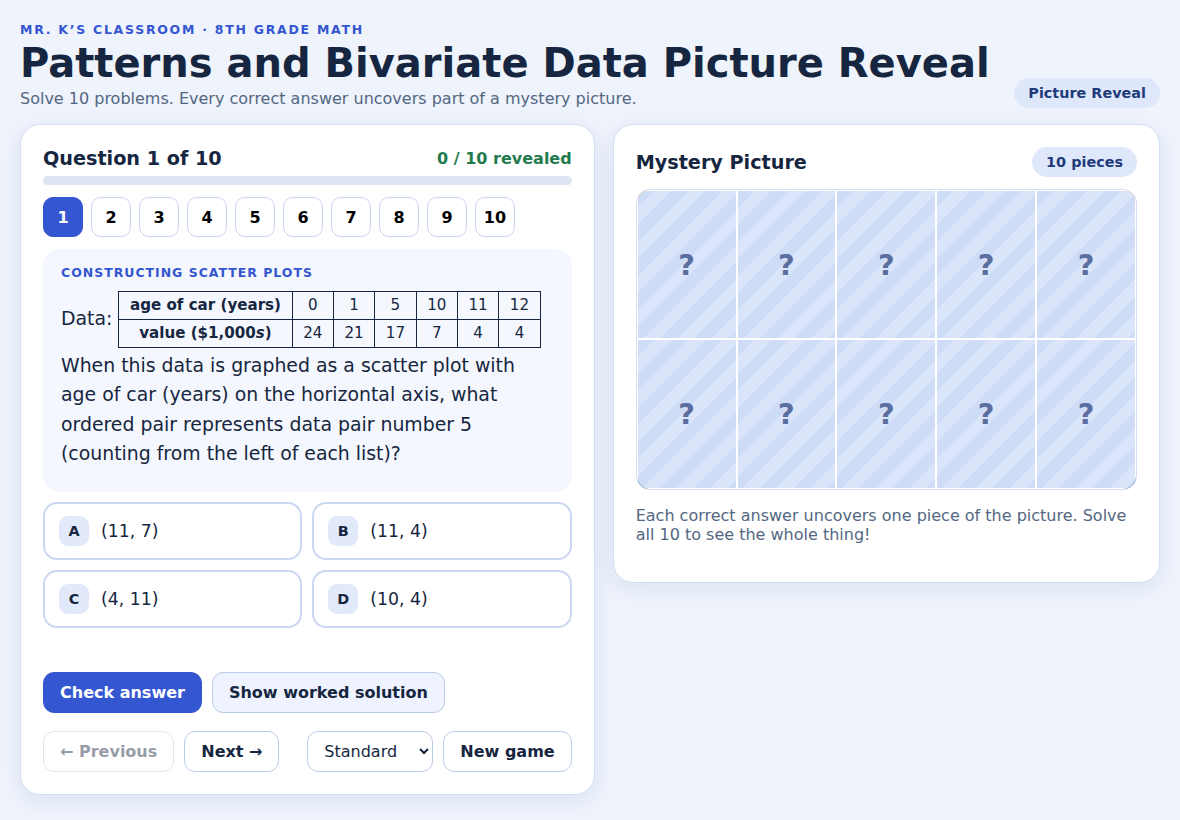 MR. K’S CLASSROOM · 8TH GRADE MATH
Patterns and Bivariate Data Picture Reveal
Solve 10 problems. Every correct answer uncovers part of a mystery picture.
Picture Reveal
Question 1 of 10
0 / 10 revealed
1 2 3 4 5 6 7 8 9 10
CONSTRUCTING SCATTER PLOTS
Data:
age of car (years) 0 1 5 10 11 12
value ($1,000s) 24 21 17 7 4 4
When this data is graphed as a scatter plot with
age of car (years) on the horizontal axis, what
ordered pair represents data pair number 5
(counting from the left of each list)?
A (11, 7)
B (11, 4)
C (4, 11)
D (10, 4)
Check answer
Show worked solution
← Previous
Next →
Standard
New game
Mystery Picture
10 pieces
? ? ? ? ?
? ? ? ? ?
Each correct answer uncovers one piece of the picture. Solve
all 10 to see the whole thing!